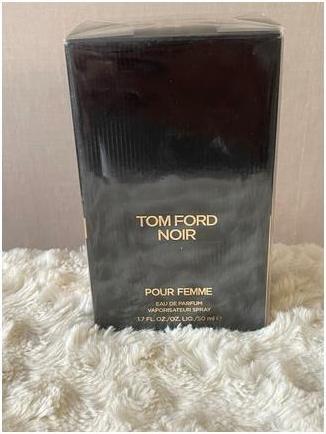 TOM FORD
NOIR
POUR FEMME
EAU DE PARFUM
VAPORISATEUR SPRAY
1.7 FL. OZ./OZ. LIQ./50 ml ℮